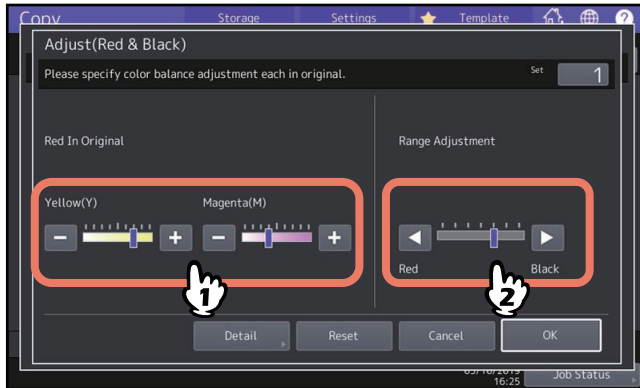 Copy Storage Settings Template ?
Adjust(Red & Black)
Please specify color balance adjustment each in original. Set 1
Red In Original Range Adjustment
Yellow(Y) Magenta(M)
− + − +
Red Black
1 2
Detail Reset Cancel OK
16:25 Job Status